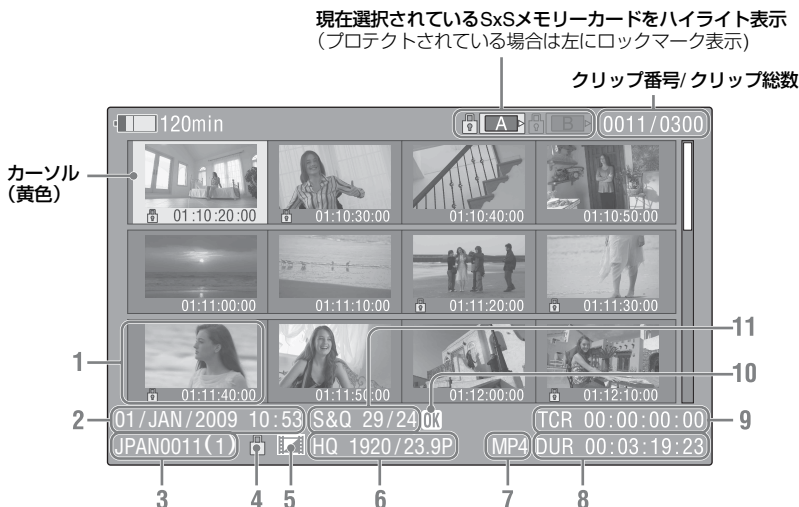 現在選択されているSxSメモリーカードをハイライト表示
（プロテクトされている場合は左にロックマーク表示)
クリップ番号/ クリップ総数
120min
A
B
0011/0300
カーソル
（黄色）
01:10:20:00
01:10:30:00
01:10:40:00
01:10:50:00
01:11:00:00
01:11:10:00
01:11:20:00
01:11:30:00
01:11:40:00
01:11:50:00
01:12:00:00
01:12:10:00
1
11
10
2
01/JAN/2009 10:53
S&Q 29/24
OK
TCR 00:00:00:00
9
JPAN0011(1)
HQ 1920/23.9P
MP4
DUR 00:03:19:23
3
4
5
6
7
8